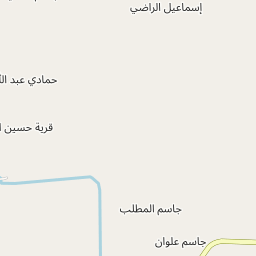 إسماعيل الراضي
حمادي عبد
قرية حسين
جاسم المطلب
جاسم علوان